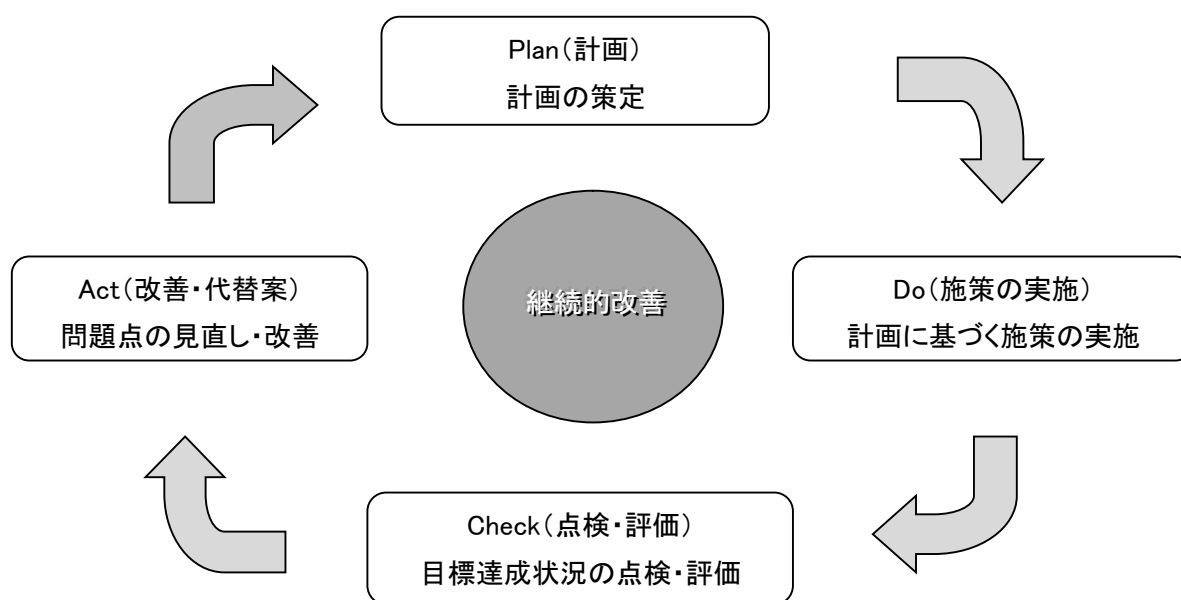 Plan(計画)
計画の策定
Do(施策の実施)
計画に基づく施策の実施
Check(点検・評価)
目標達成状況の点検・評価
Act(改善・代替案)
問題点の見直し・改善
継続的改善